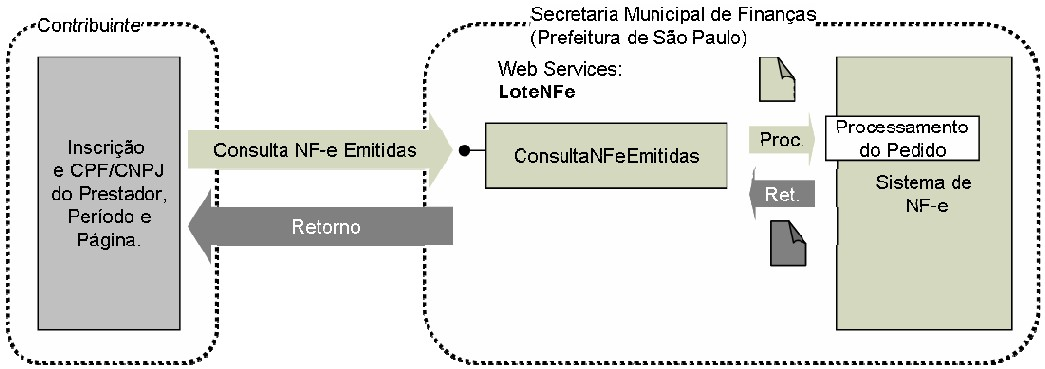 Contribuinte
Secretaria Municipal de Finanças
(Prefeitura de São Paulo)
Web Services:
LoteNFe
Inscrição
e CPF/CNPJ
do Prestador,
Período e
Página.
Consulta NF-e Emitidas
Retorno
ConsultaNFeEmitidas
Proc.
Ret.
Processamento
do Pedido
Sistema de
NF-e